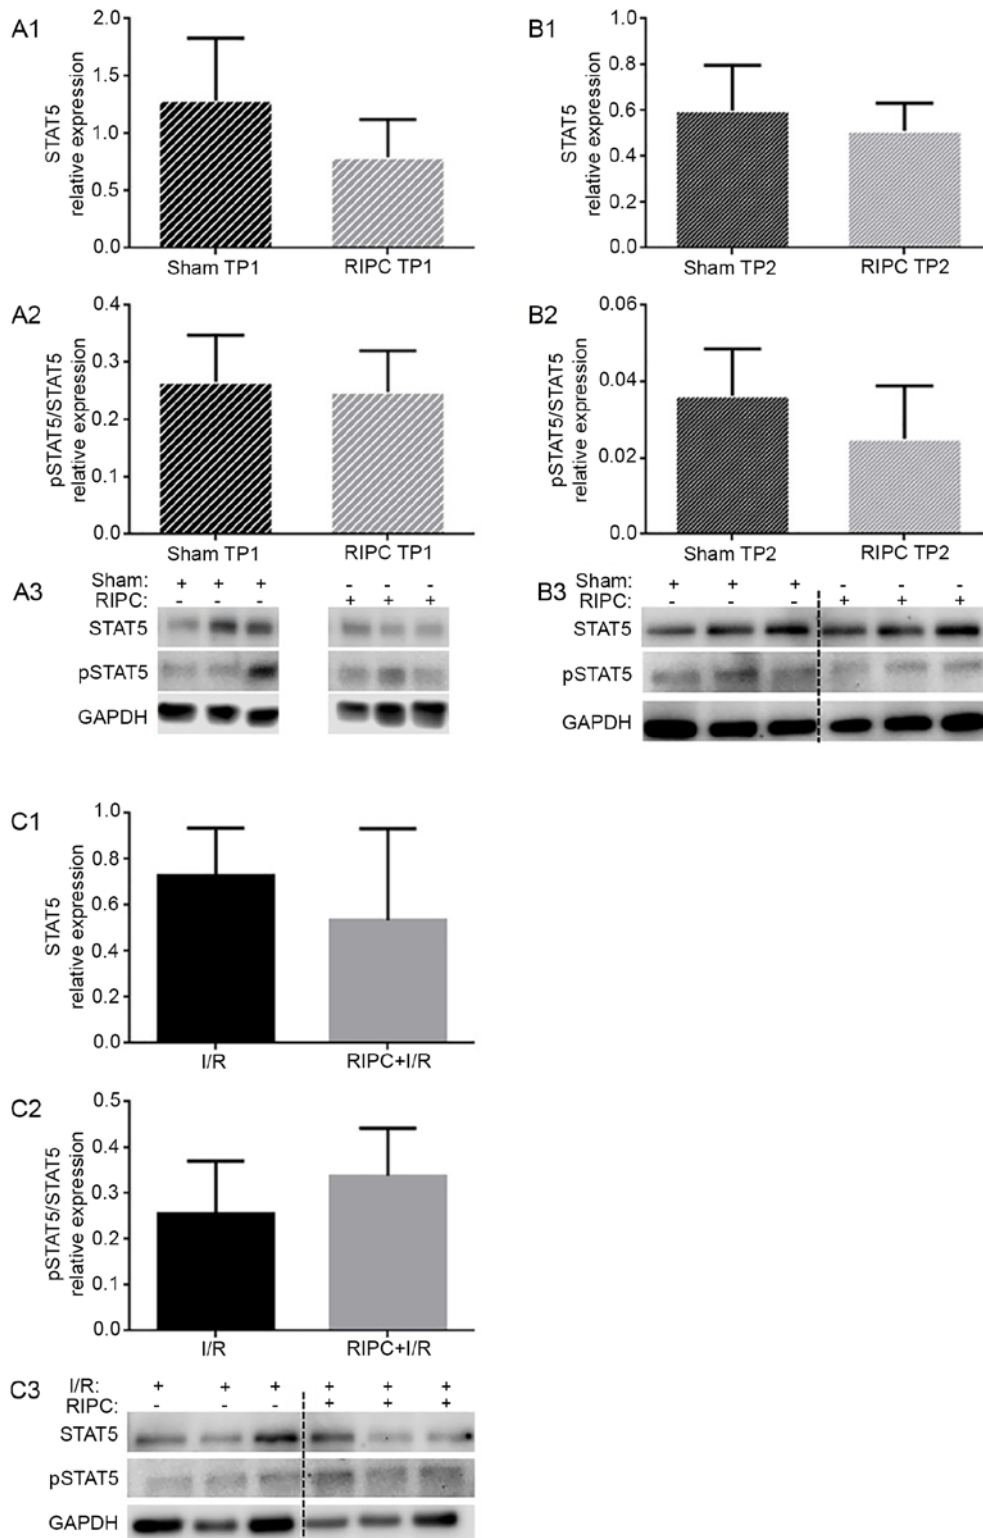 A1
STAT5
relative expression
2.0
1.5
1.0
0.5
0.0
Sham TP1
RIPC TP1
B1
STAT5
relative expression
1.0
0.8
0.6
0.4
0.2
0.0
Sham TP2
RIPC TP2
A2
pSTAT5/STAT5
relative expression
0.4
0.3
0.2
0.1
0.0
Sham TP1
RIPC TP1
B2
pSTAT5/STAT5
relative expression
0.06
0.04
0.02
0.0
Sham TP2
RIPC TP2
A3
Sham: + + + - - -
RIPC: - - - + + +
STAT5
pSTAT5
GAPDH
B3
Sham: + + + - - -
RIPC: - - - + + +
STAT5
pSTAT5
GAPDH
C1
STAT5
relative expression
1.0
0.8
0.6
0.4
0.2
0.0
I/R
RIPC+I/R
C2
pSTAT5/STAT5
relative expression
0.5
0.4
0.3
0.2
0.1
0.0
I/R
RIPC+I/R
C3
I/R: + + + + + +
RIPC: - - - + + +
STAT5
pSTAT5
GAPDH